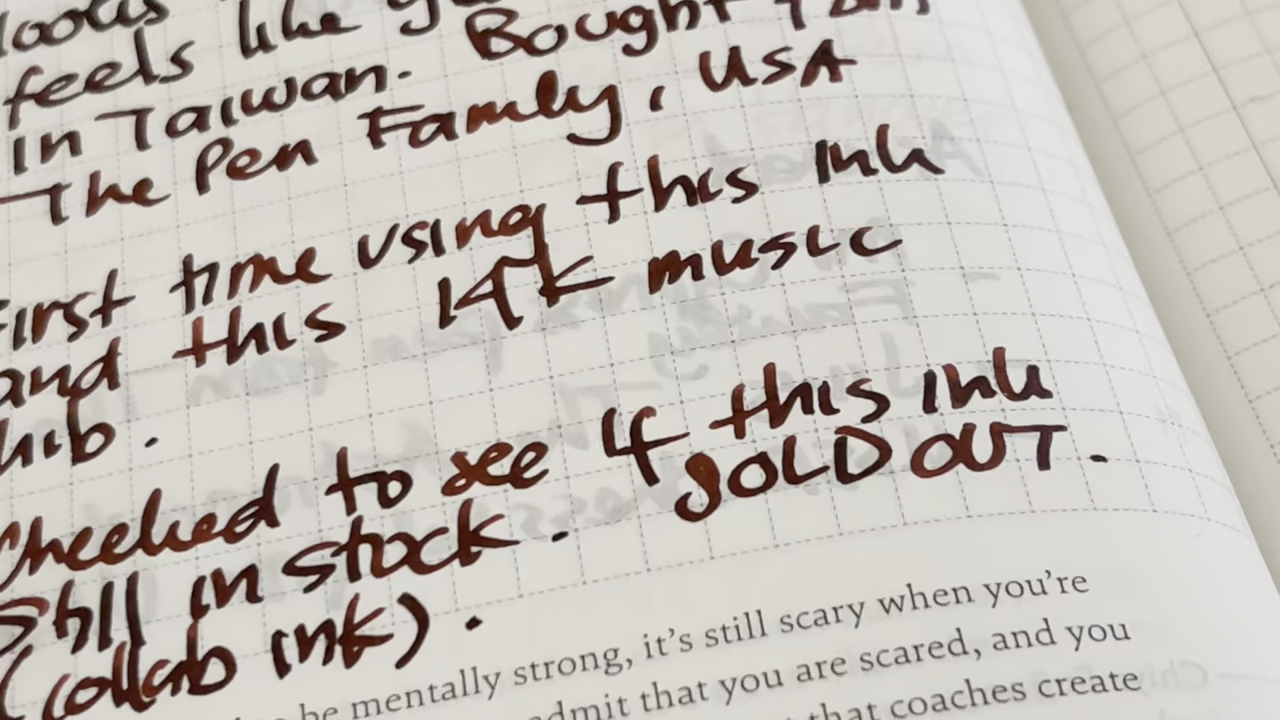 looks
feels like
in Taiwan. Bought from
The Pen Family, USA
First time using this ink
and this 14K music
nib.
Checked to see if this ink
still in stock. SOLD OUT.
(collab ink).
be mentally strong, it's still scary when you're
admit that you are scared, and you
that coaches create